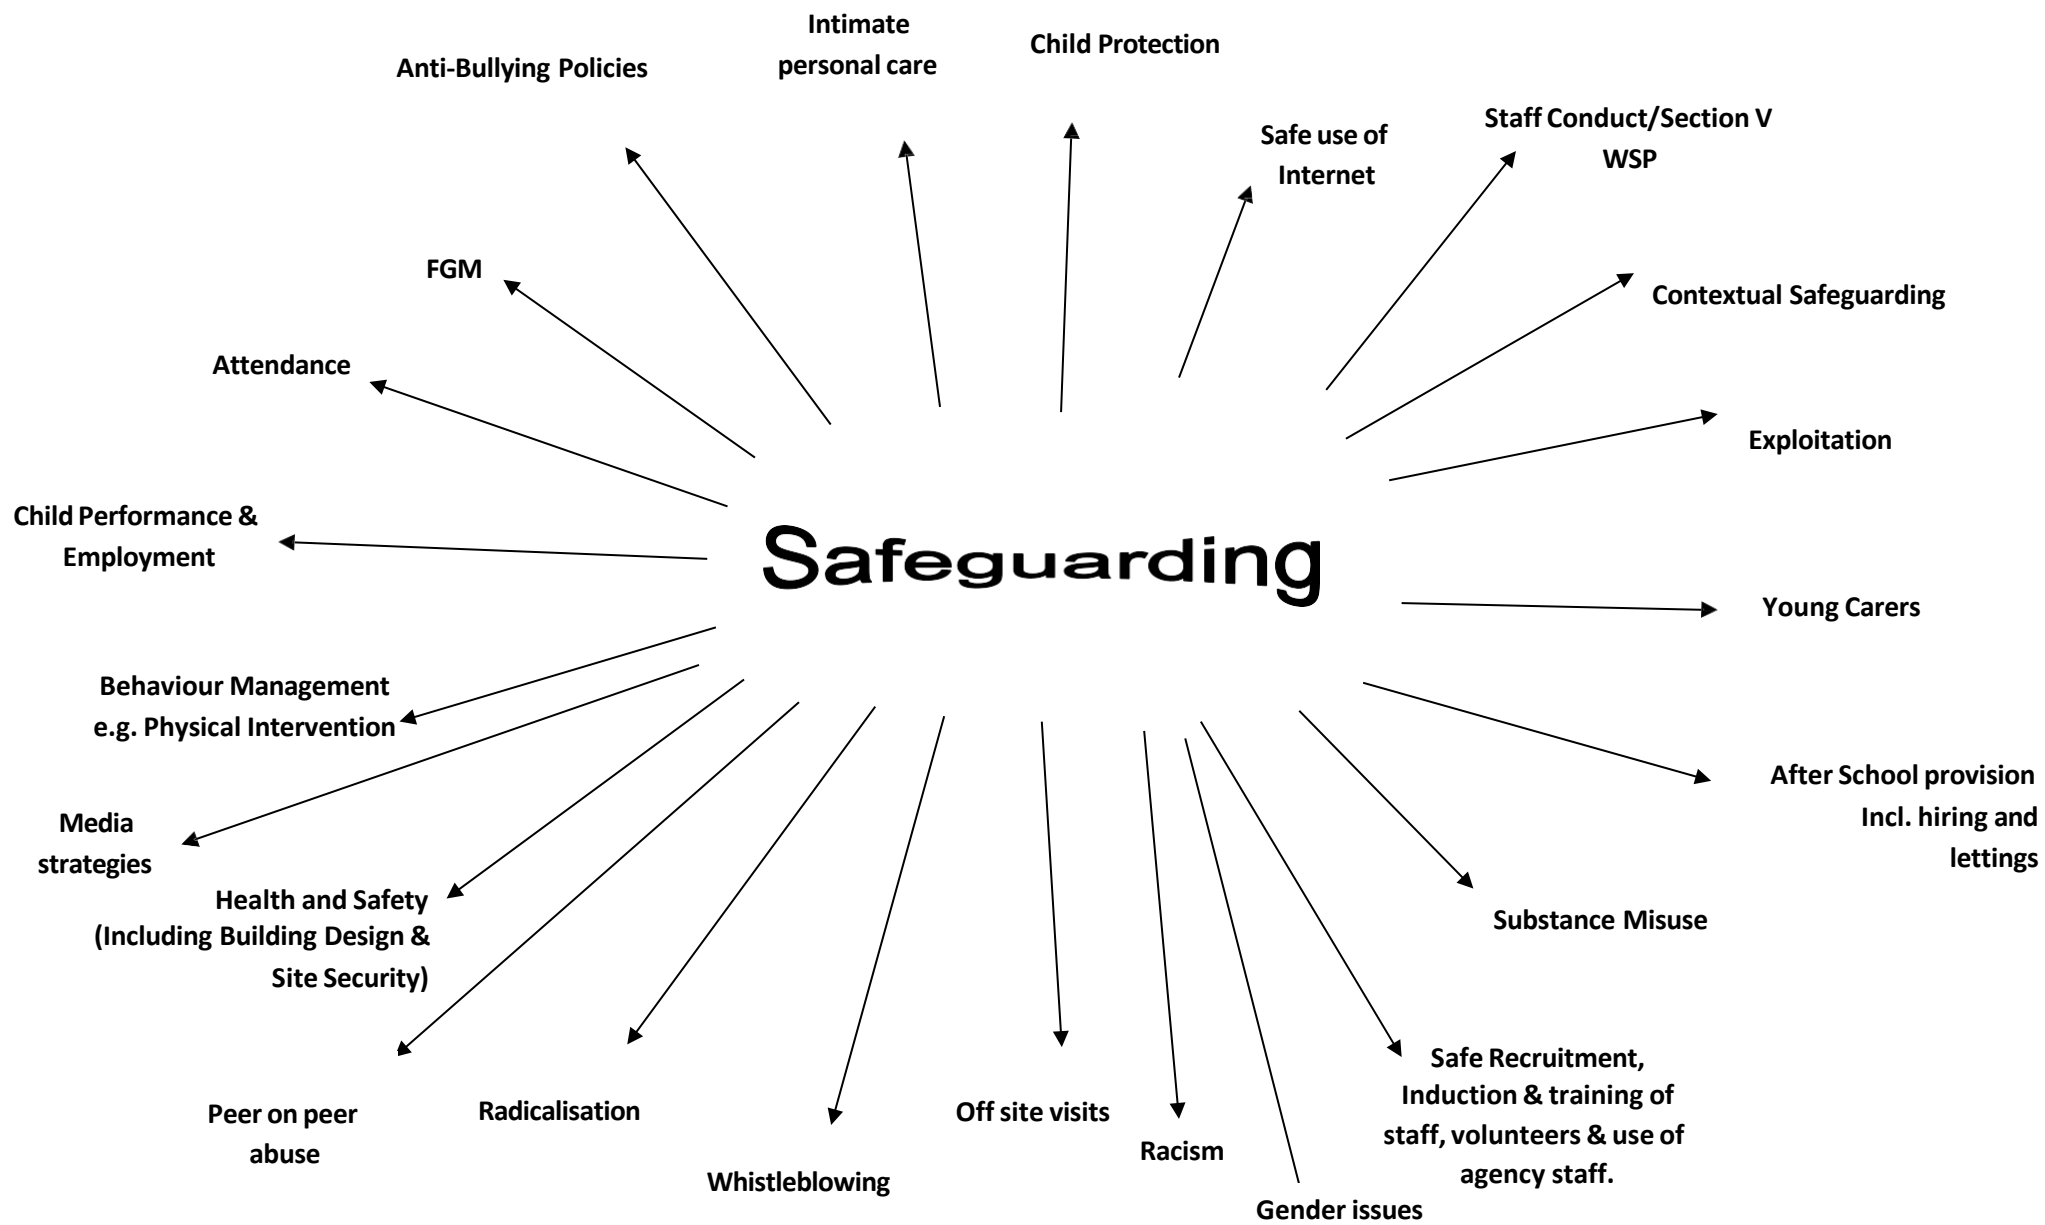 Intimate
personal care
Child Protection
Anti-Bullying Policies
Safe use of
Internet
Staff Conduct/Section V
WSP
FGM
Contextual Safeguarding
Attendance
Exploitation
Child Performance &
Employment
Safeguarding
Young Carers
Behaviour Management
e.g. Physical Intervention
After School provision
Incl. hiring and
lettings
Media
strategies
Health and Safety
(Including Building Design &
Site Security)
Substance Misuse
Peer on peer
abuse
Radicalisation
Whistleblowing
Off site visits
Racism
Gender issues
Safe Recruitment,
Induction & training of
staff, volunteers & use of
agency staff.